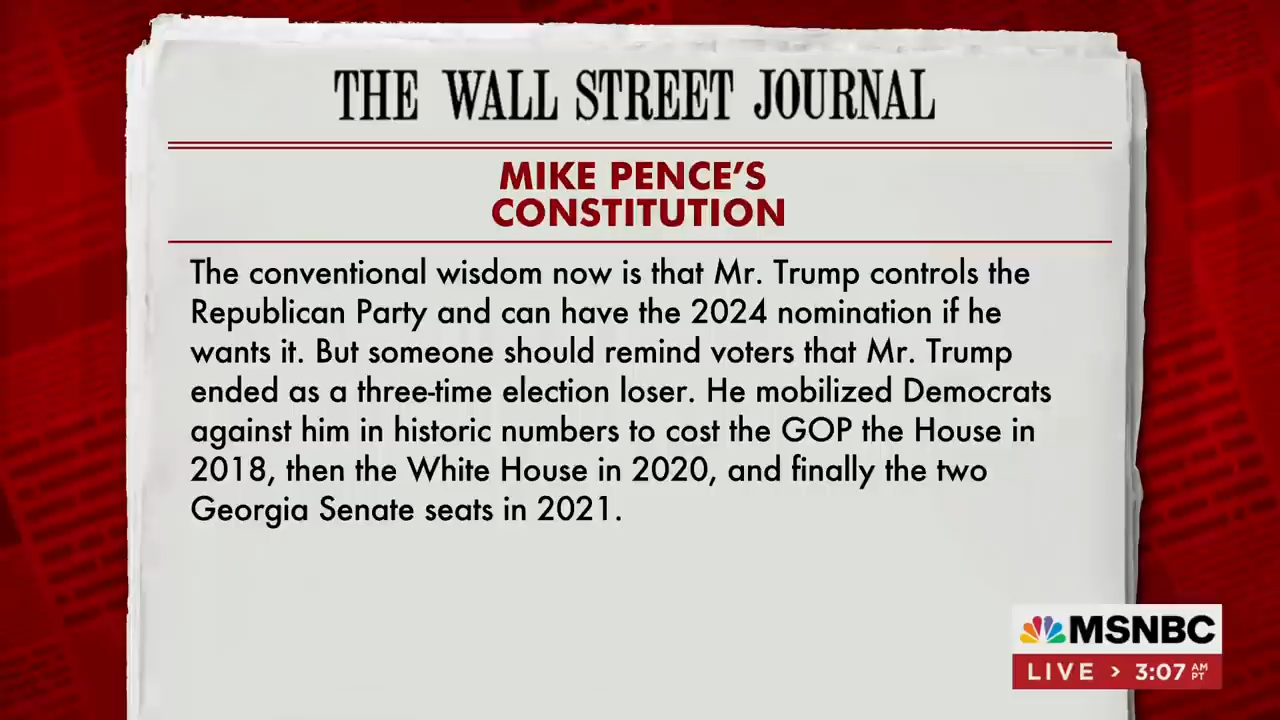 THE WALL STREET JOURNAL
MIKE PENCE'S
CONSTITUTION
The conventional wisdom now is that Mr. Trump controls the
Republican Party and can have the 2024 nomination if he
wants it. But someone should remind voters that Mr. Trump
ended as a three-time election loser. He mobilized Democrats
against him in historic numbers to cost the GOP the House in
2018, then the White House in 2020, and finally the two
Georgia Senate seats in 2021.
MSNBC
LIVE > 3:07 AM PT